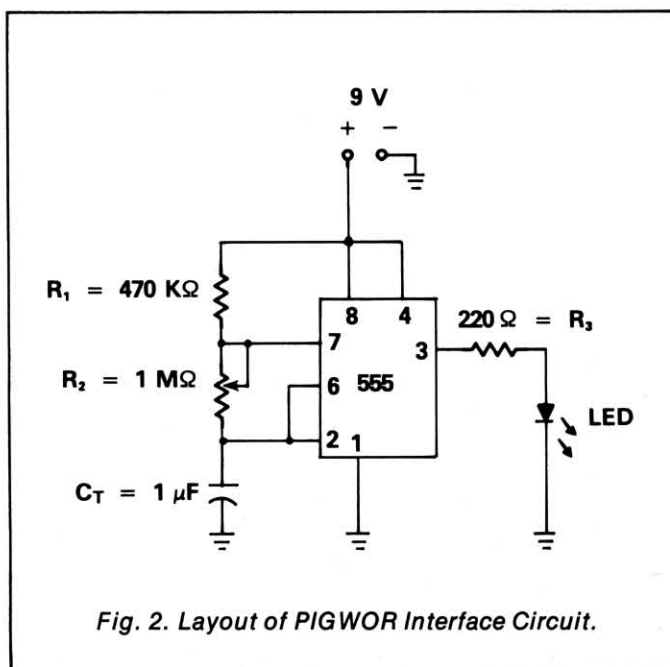 9 V
+ −
R₁ = 470 KΩ
8 4
220 Ω = R₃
7
3
R₂ = 1 MΩ
6 555
LED
2 1
C_T = 1 μF
Fig. 2. Layout of PIGWOR Interface Circuit.